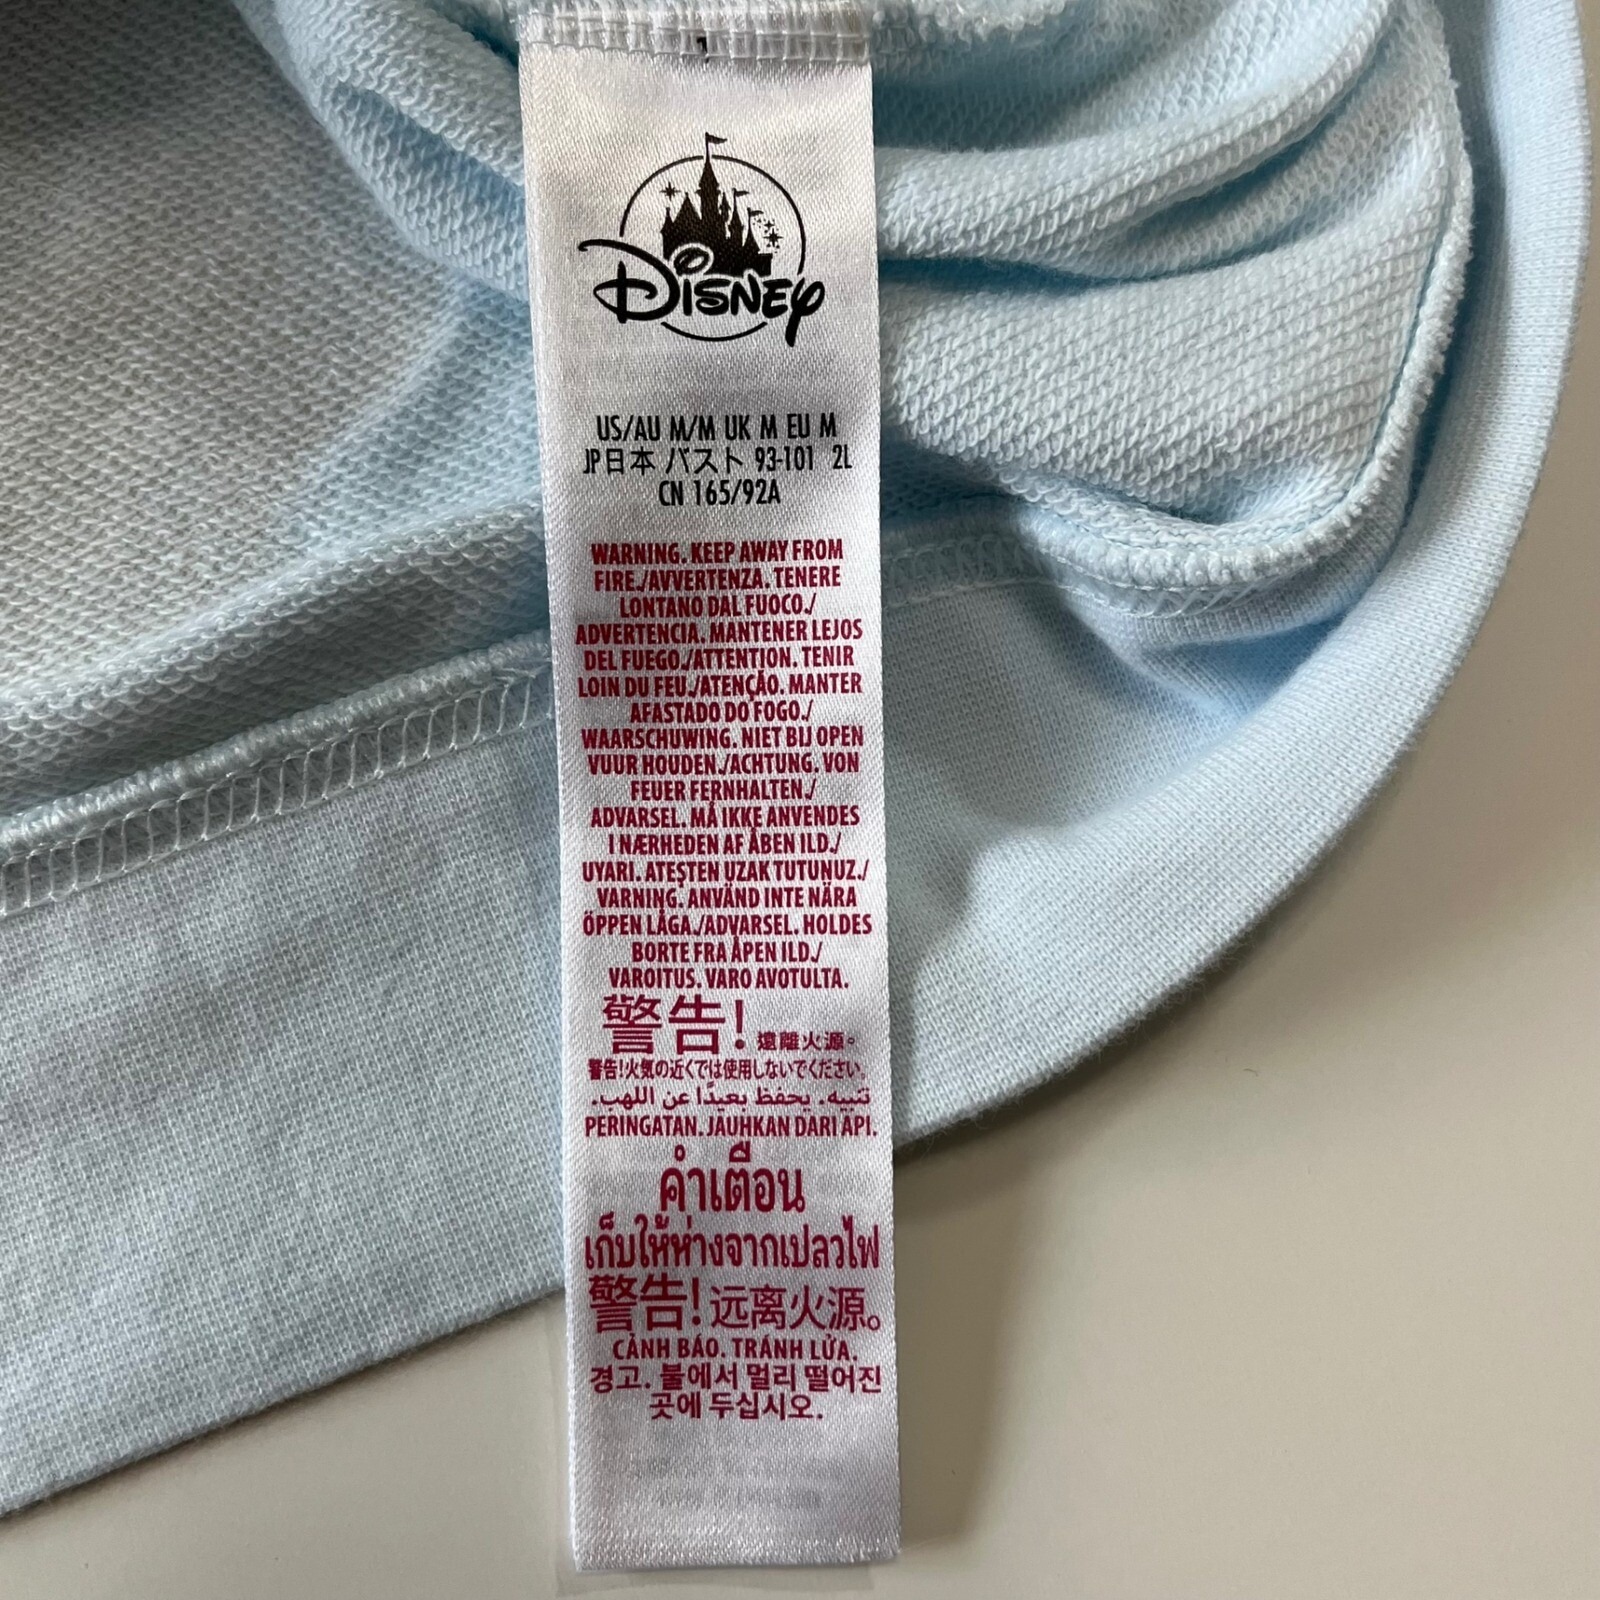 Disney
US/AU M/M UK M EU M
JP日本 バスト 93-101 2L
CN 165/92A
WARNING. KEEP AWAY FROM
FIRE./AVVERTENZA. TENERE
LONTANO DAL FUOCO./
ADVERTENCIA. MANTENER LEJOS
DEL FUEGO./ATTENTION. TENIR
LOIN DU FEU./ATENÇÃO. MANTER
AFASTADO DO FOGO./
WAARSCHUWING. NIET BIJ OPEN
VUUR HOUDEN./ACHTUNG. VON
FEUER FERNHALTEN./
ADVARSEL. MÅ IKKE ANVENDES
I NÆRHEDEN AF ÅBEN ILD./
UYARI. ATEŞTEN UZAK TUTUNUZ./
VARNING. ANVÄND INTE NÄRA
ÖPPEN LÅGA./ADVARSEL. HOLDES
BORTE FRA ÅPEN ILD./
VAROITUS. VARO AVOTULTA.
警告! 遠離火源。
警告!火気の近くでは使用しないでください。
تنبيه. يحفظ بعيدًا عن اللهب.
PERINGATAN. JAUHKAN DARI API.
คำเตือน
เก็บให้ห่างจากเปลวไฟ
警告! 远离火源。
CẢNH BÁO. TRÁNH LỬA.
경고. 불에서 멀리 떨어진
곳에 두십시오.